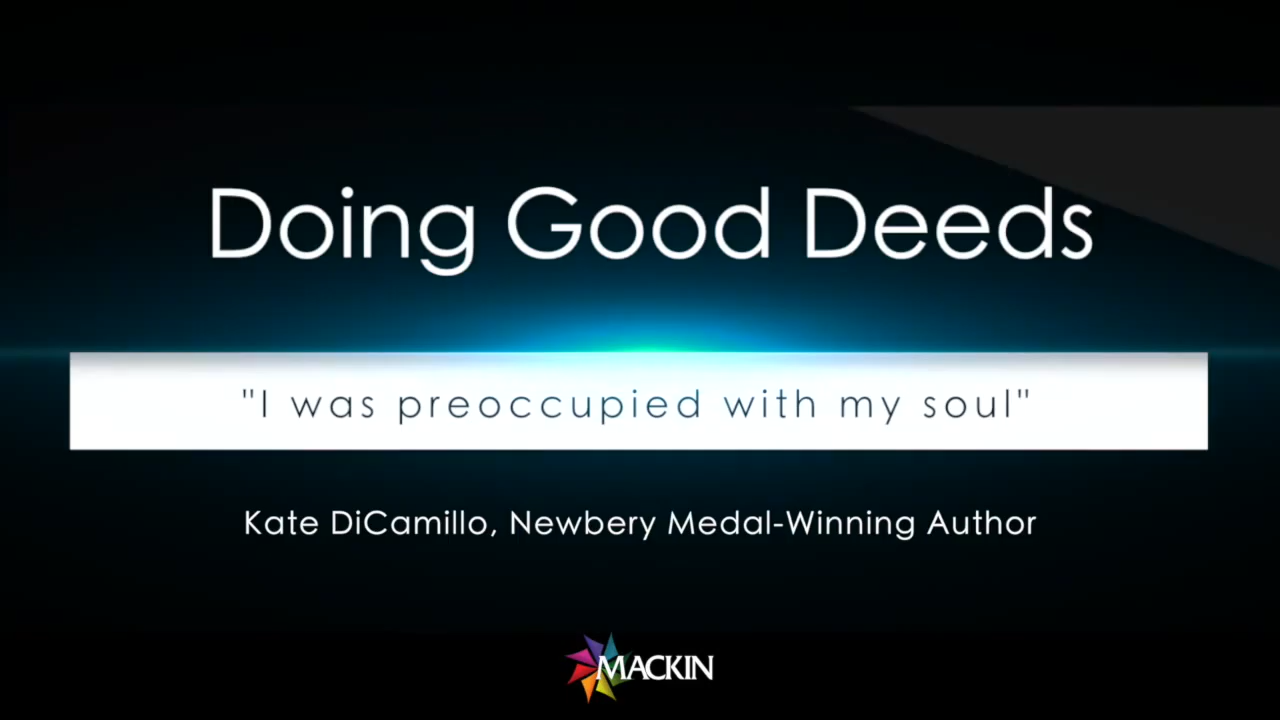 Doing Good Deeds
"I was preoccupied with my soul"
Kate DiCamillo, Newbery Medal-Winning Author
MACKIN